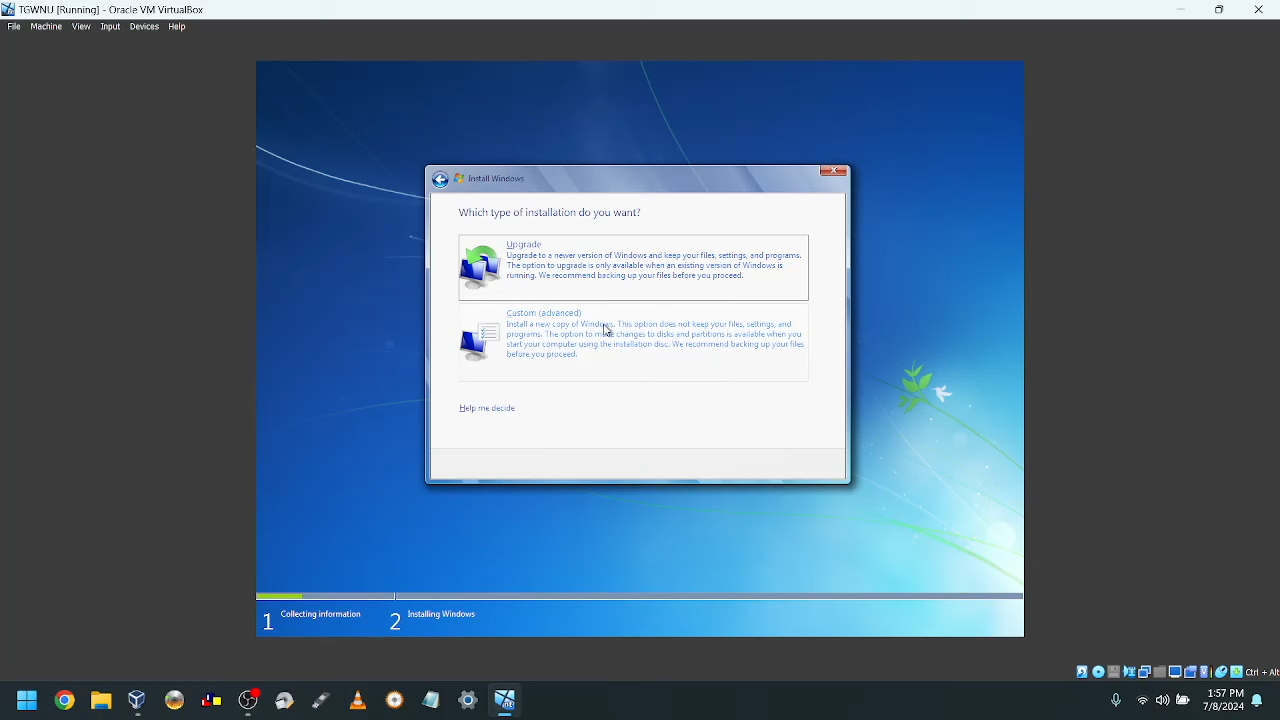 TGWNU [Running] - Oracle VM VirtualBox
File Machine View Input Devices Help
Install Windows
Which type of installation do you want?
Upgrade
Upgrade to a newer version of Windows and keep your files, settings, and programs.
The option to upgrade is only available when an existing version of Windows is
running. We recommend backing up your files before you proceed.
Custom (advanced)
Install a new copy of Windows. This option does not keep your files, settings, and
programs. The option to make changes to disks and partitions is available when you
start your computer using the installation disc. We recommend backing up your files
before you proceed.
Help me decide
1 Collecting information 2 Installing Windows
Ctrl + Alt
1:57 PM
7/8/2024